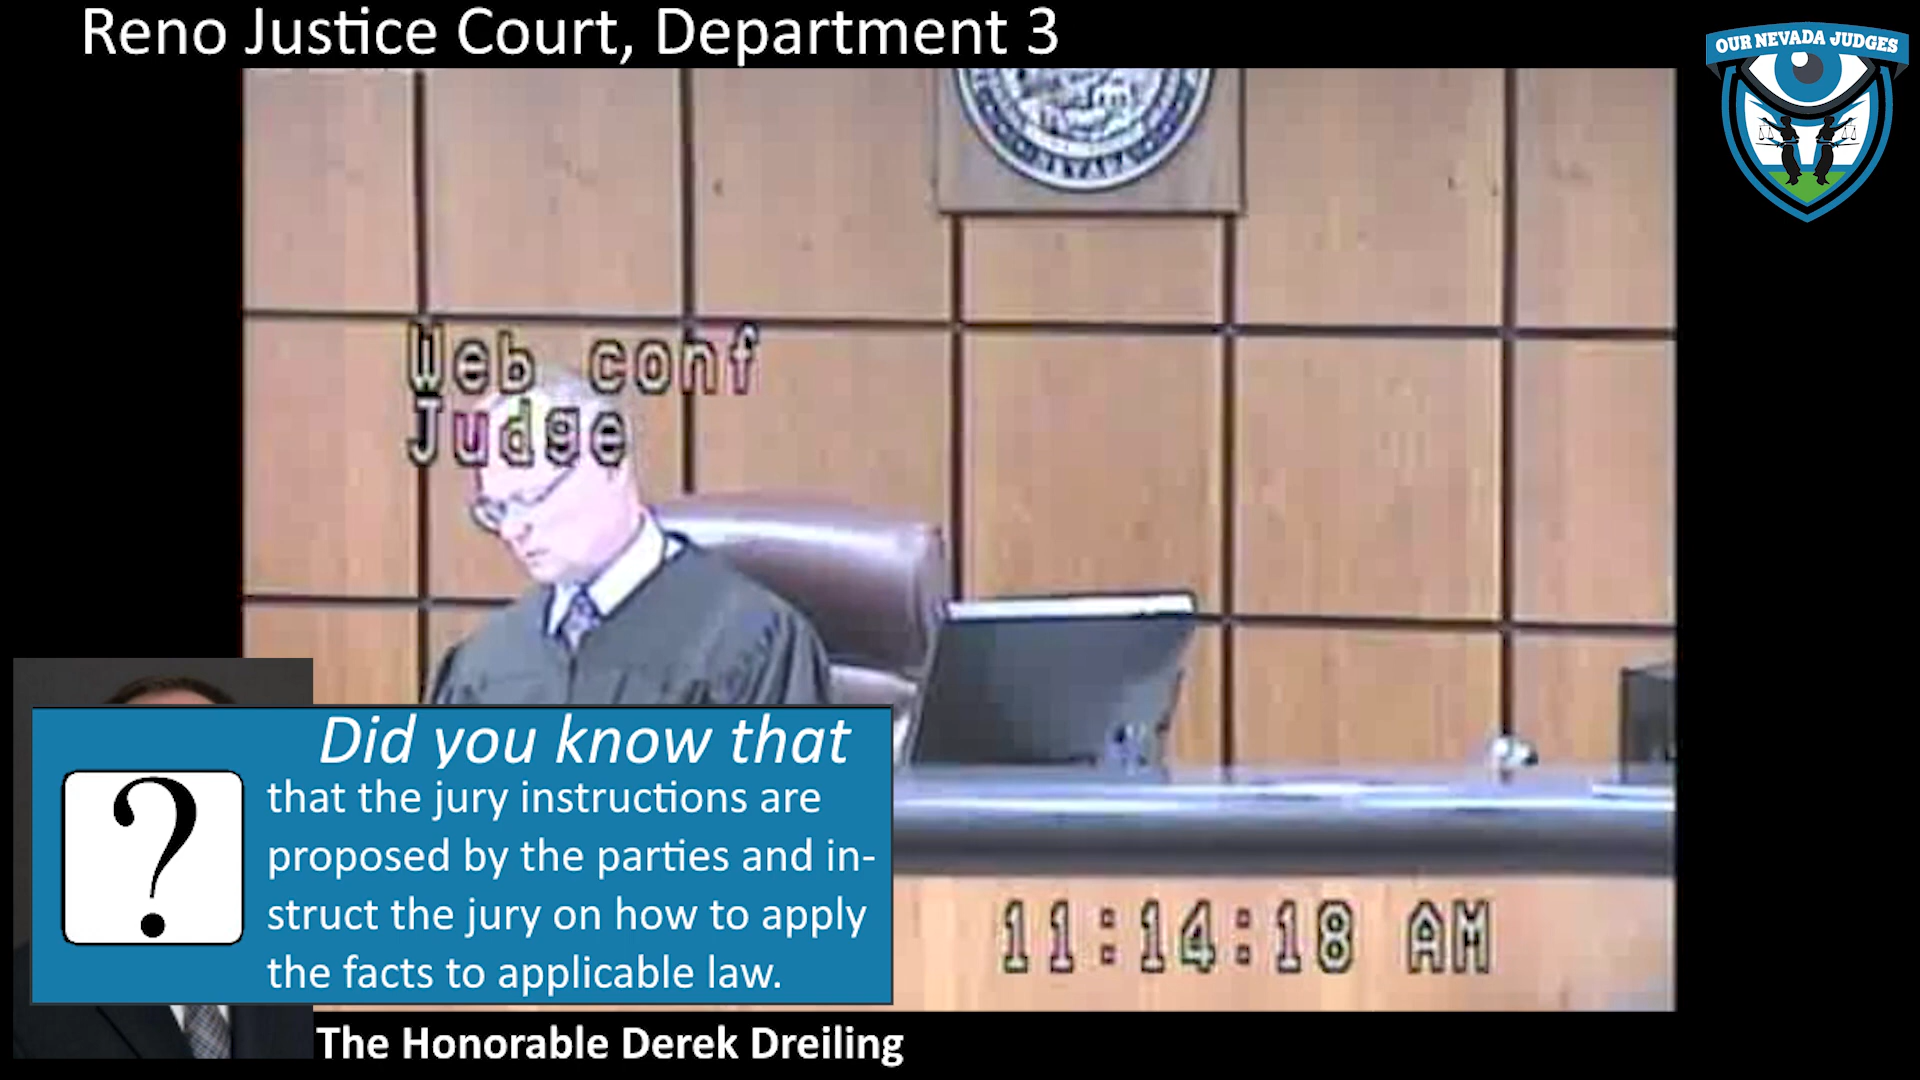 Reno Justice Court, Department 3
OUR NEVADA JUDGES
Web conf
Judge
Did you know that
that the jury instructions are
proposed by the parties and in-
struct the jury on how to apply
the facts to applicable law.
11:14:18 AM
The Honorable Derek Dreiling